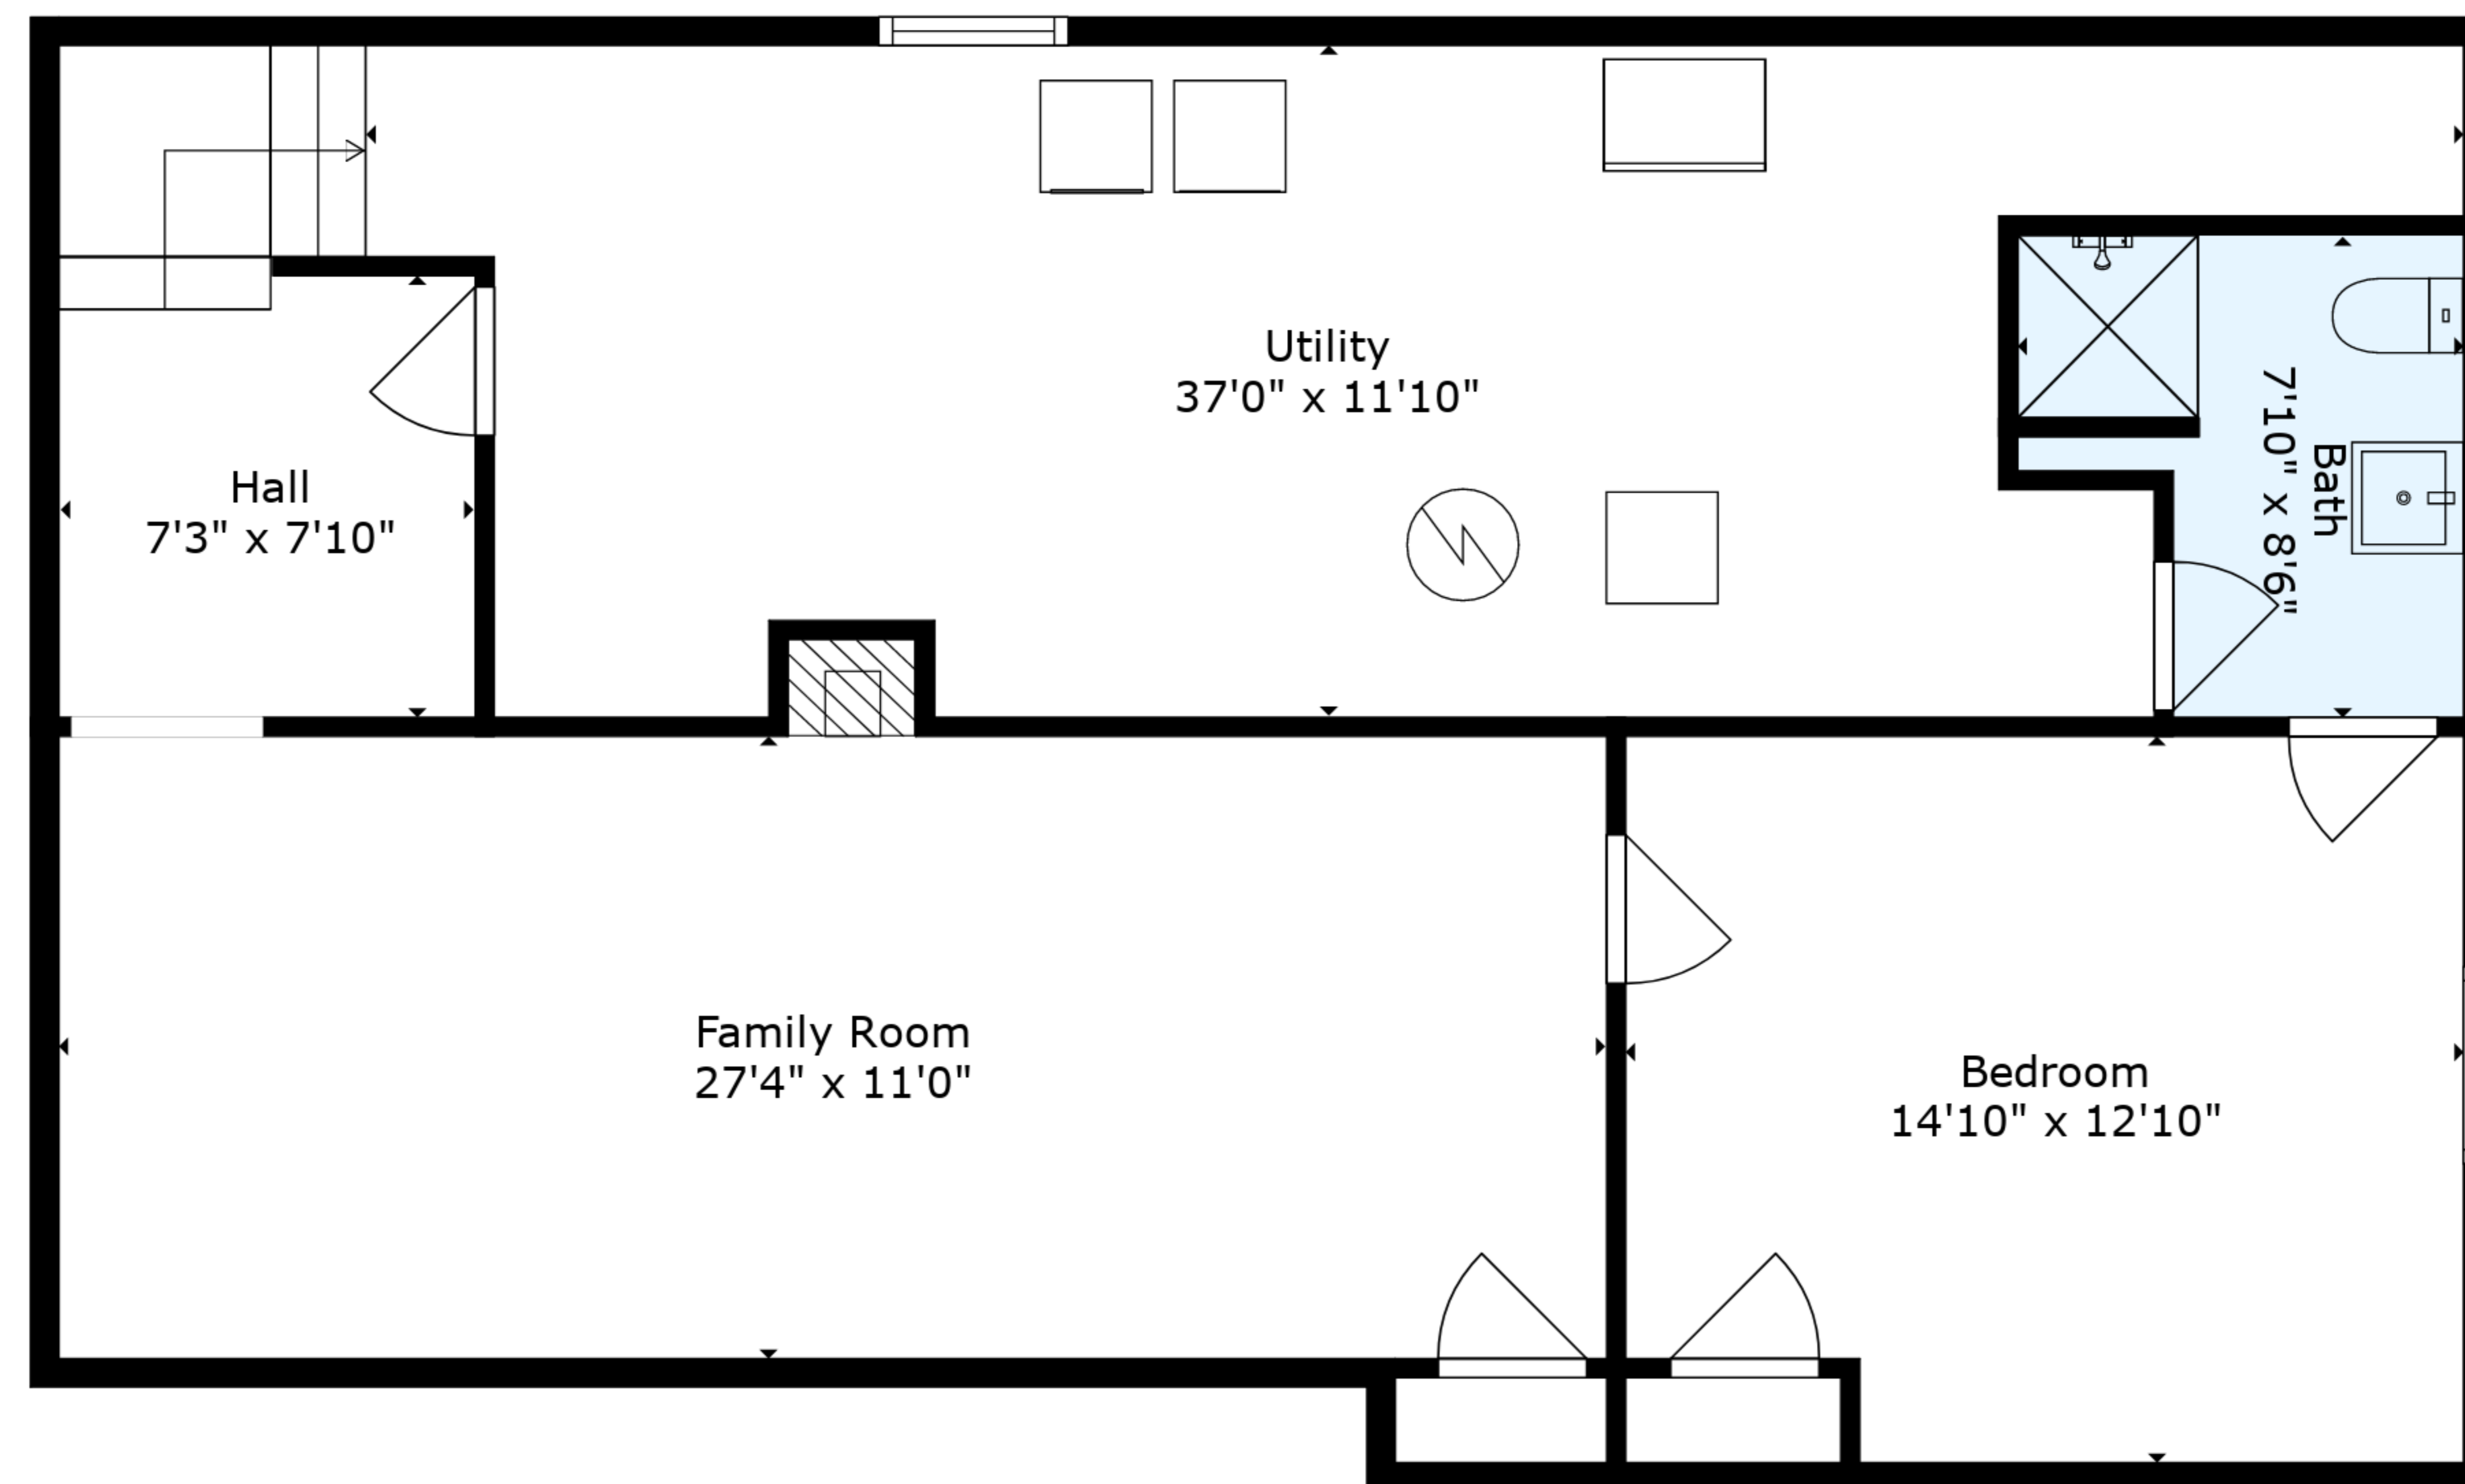 Utility
37'0" x 11'10"
Bath
7'10" x 8'6"
Hall
7'3" x 7'10"
Family Room
27'4" x 11'0"
Bedroom
14'10" x 12'10"